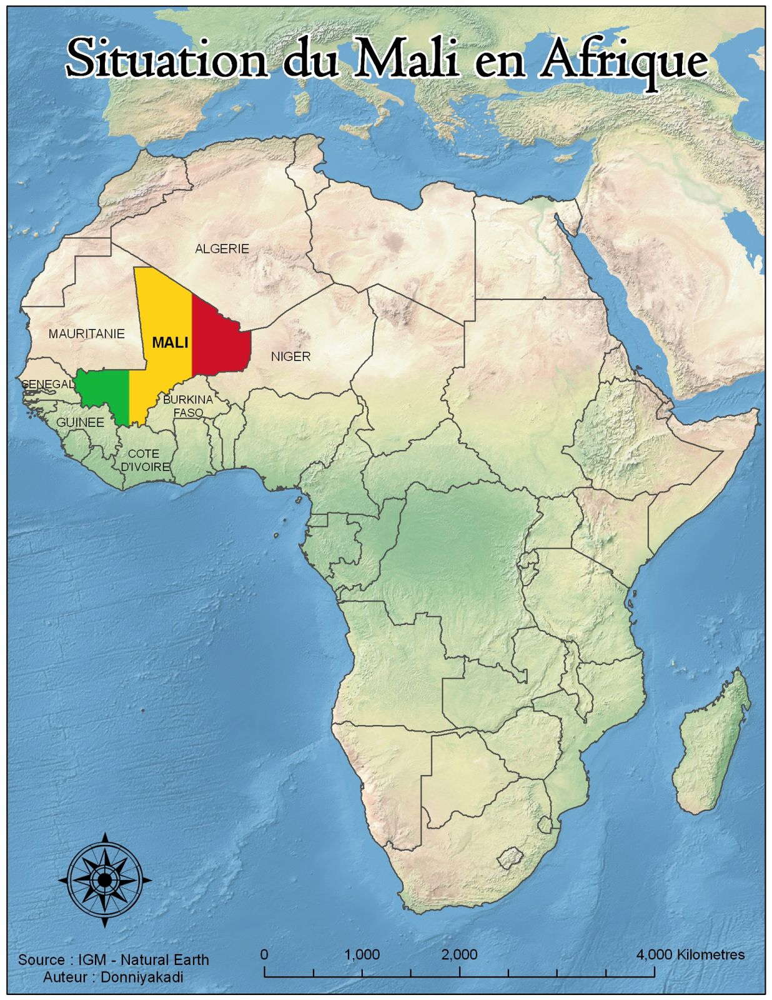 Situation du Mali en Afrique
ALGERIE
MAURITANIE
MALI
NIGER
SENEGAL
BURKINA
FASO
GUINEE
COTE
D'IVOIRE
Source : IGM - Natural Earth
Auteur : Donniyakadi
0 1,000 2,000 4,000 Kilometres